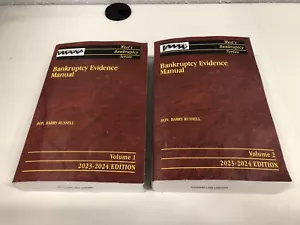 West's
Bankruptcy
Series
Bankruptcy Evidence
Manual
HON. BARRY RUSSELL
Volume 1
2023-2024 EDITION
West's
Bankruptcy
Series
Bankruptcy Evidence
Manual
HON. BARRY RUSSELL
Volume 2
2023-2024 EDITION